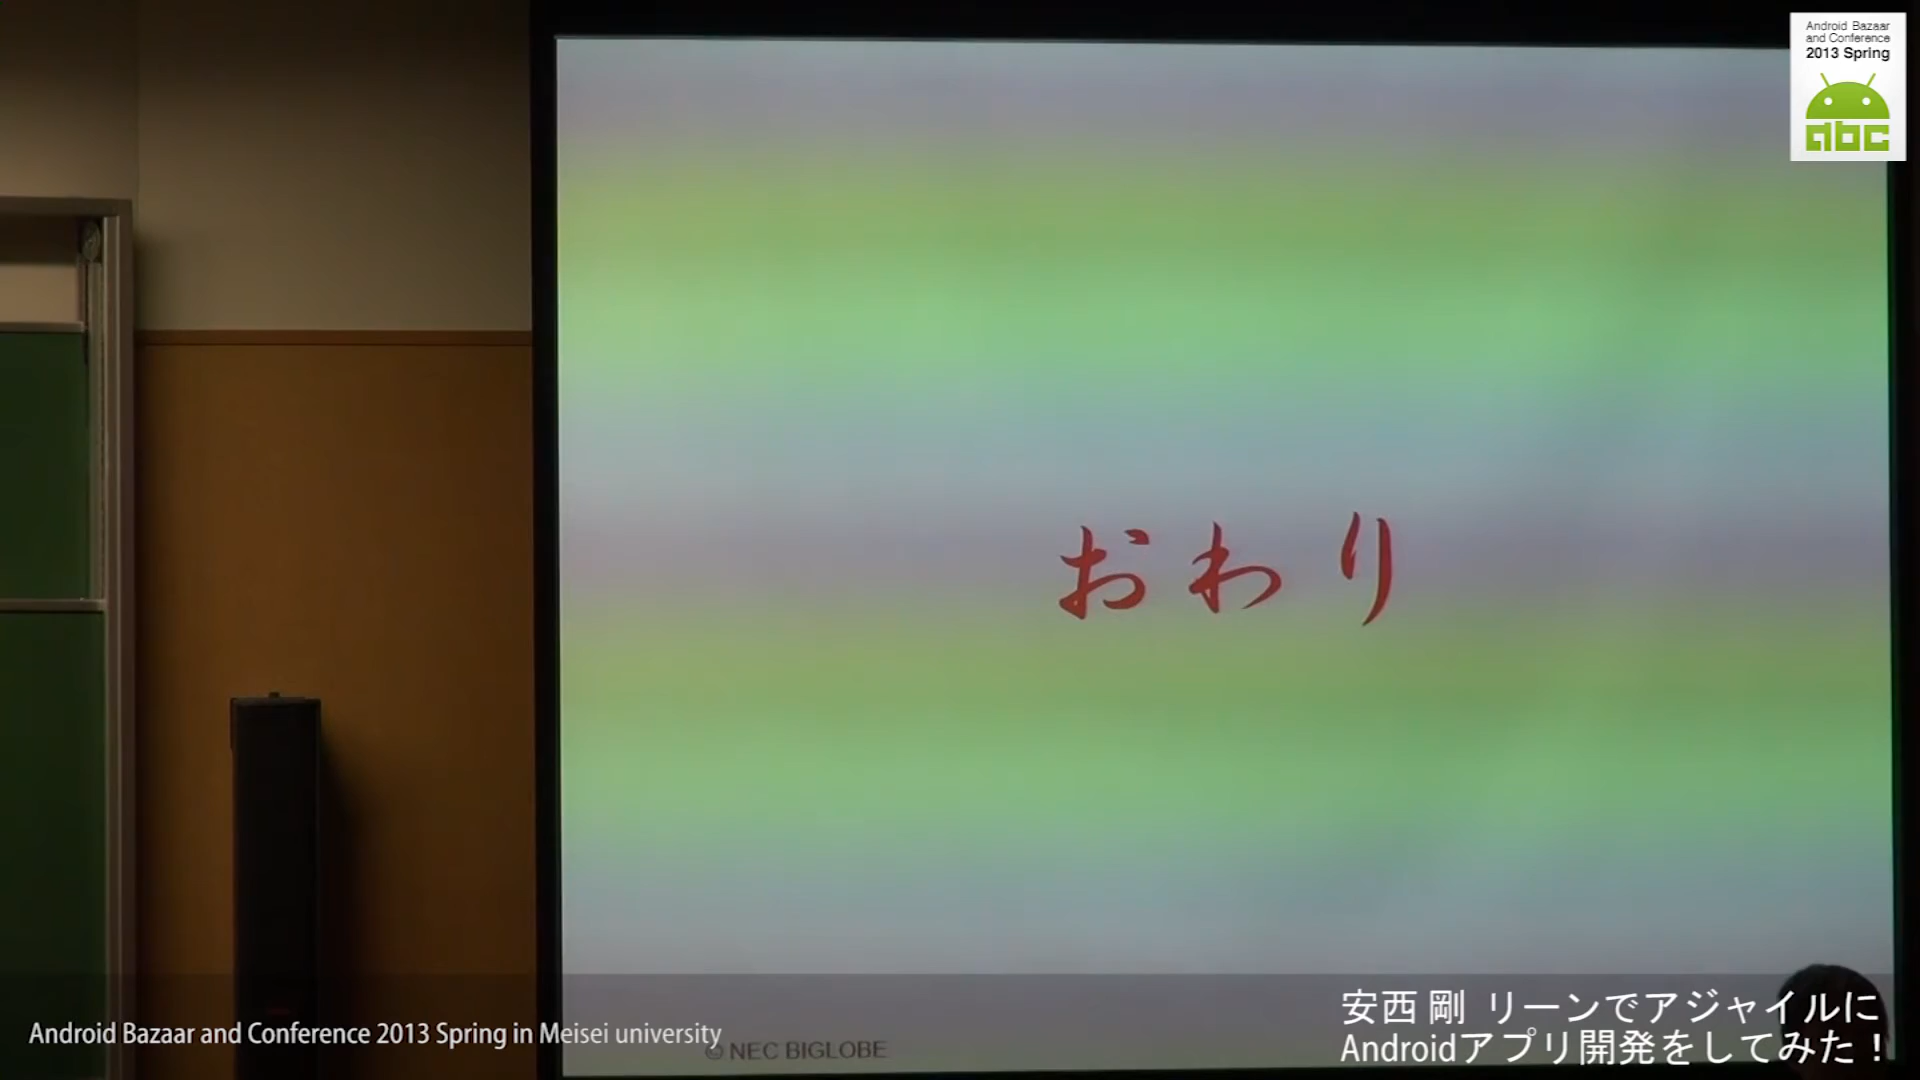 Android Bazaar
and Conference
2013 Spring
abc
おわり
© NEC BIGLOBE
Android Bazaar and Conference 2013 Spring in Meisei university
安西 剛 リーンでアジャイルに
Androidアプリ開発をしてみた！